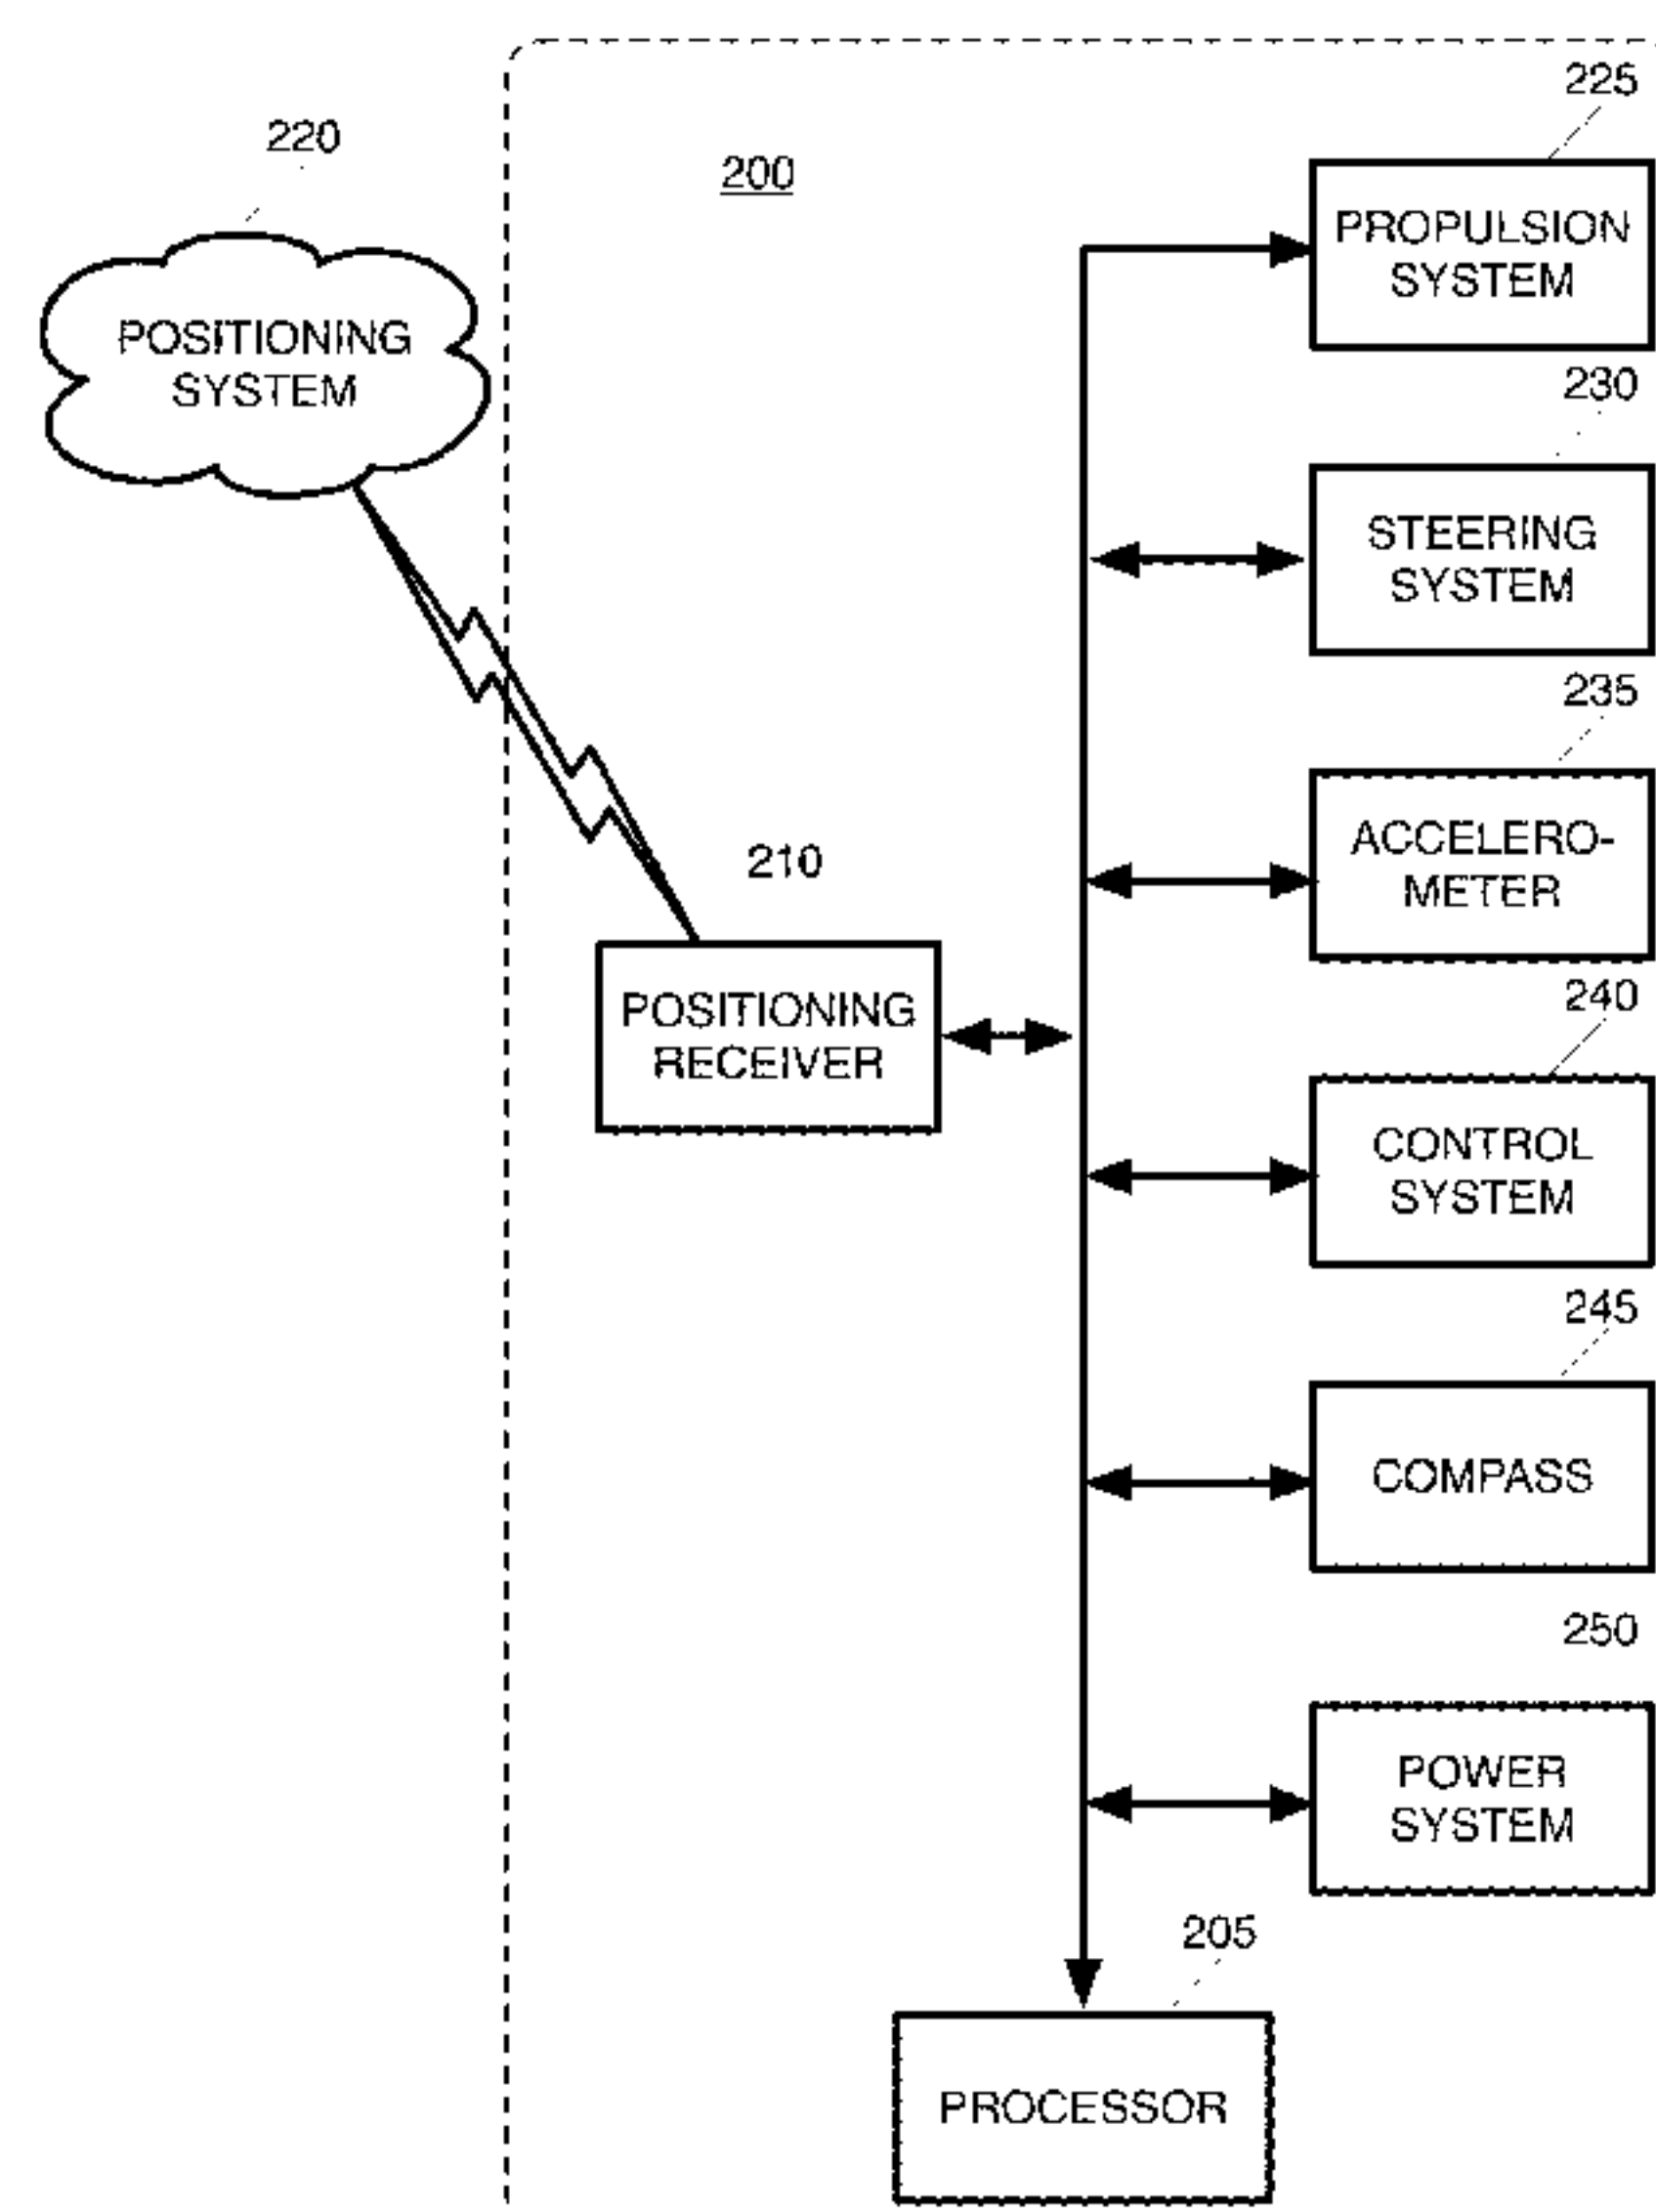 225
220
200
PROPULSION
SYSTEM
POSITIONING
SYSTEM
230
STEERING
SYSTEM
235
ACCELERO-
METER
210
POSITIONING
RECEIVER
240
CONTROL
SYSTEM
245
COMPASS
250
POWER
SYSTEM
205
PROCESSOR